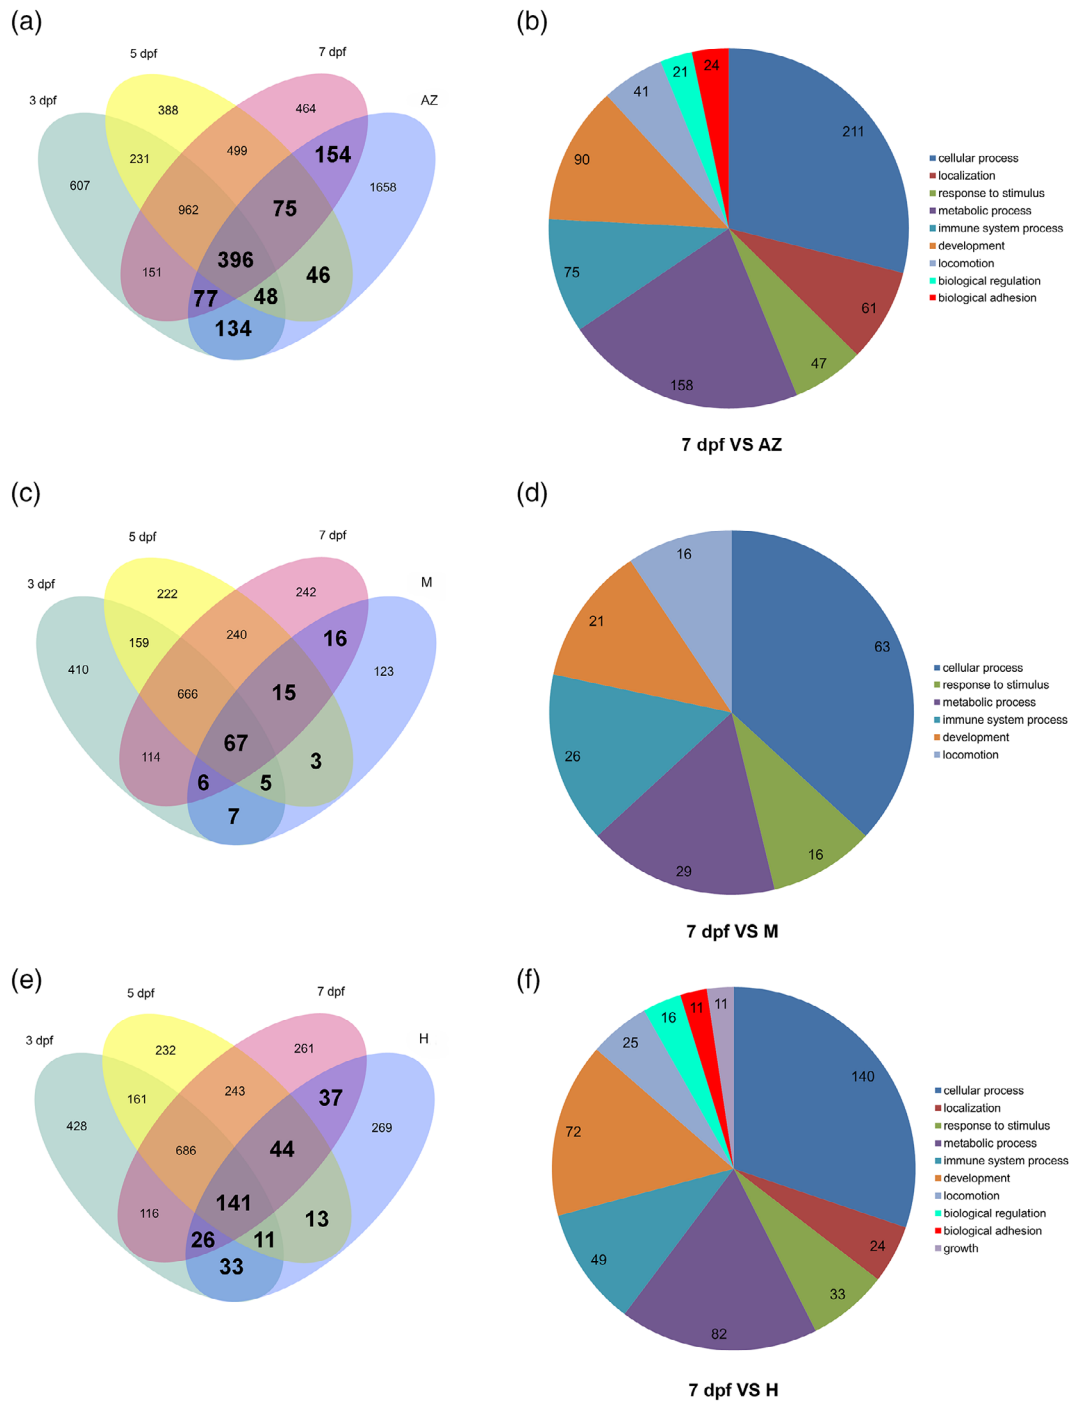 (a)
5 dpf
7 dpf
3 dpf
AZ
388
464
231
499
154
607
1658
962
75
396
151
46
77
48
134
(b)
24
21
41
211
90
75
61
47
158
cellular process
localization
response to stimulus
metabolic process
immune system process
development
locomotion
biological regulation
biological adhesion
7 dpf VS AZ
(c)
5 dpf
7 dpf
3 dpf
M
222
242
159
240
16
410
123
666
15
67
114
3
6
5
7
(d)
16
63
21
26
16
29
cellular process
response to stimulus
metabolic process
immune system process
development
locomotion
7 dpf VS M
(e)
5 dpf
7 dpf
3 dpf
H
232
261
161
243
37
428
269
686
44
141
116
13
26
11
33
(f)
11
11
16
25
140
72
49
24
33
82
cellular process
localization
response to stimulus
metabolic process
immune system process
development
locomotion
biological regulation
biological adhesion
growth
7 dpf VS H